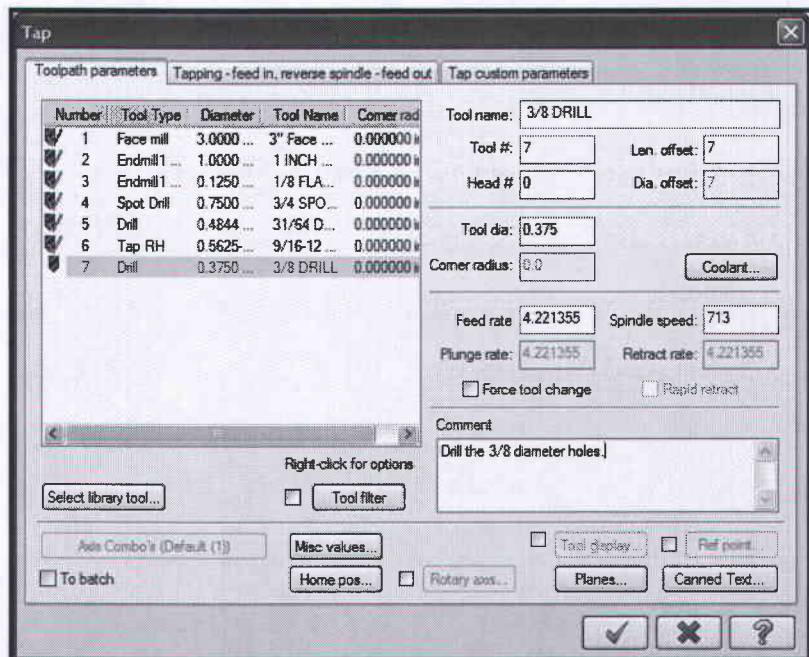 Tap
Toolpath parameters Tapping - feed in, reverse spindle - feed out Tap custom parameters
Number Tool Type Diameter Tool Name Corner rad
1 Face mill 3.0000 ... 3" Face ... 0.000000 i
2 Endmill1 ... 1.0000 ... 1 INCH ... 0.000000 i
3 Endmill1 ... 0.1250 ... 1/8 FLA... 0.000000 i
4 Spot Drill 0.7500 ... 3/4 SPO... 0.000000 i
5 Drill 0.4844 ... 31/64 D... 0.000000 i
6 Tap RH 0.5625-... 9/16-12 ... 0.000000 i
7 Drill 0.3750 ... 3/8 DRILL 0.000000 i
Right-click for options
Select library tool... Tool filter
Tool name: 3/8 DRILL
Tool #: 7 Len. offset: 7
Head # 0 Dia. offset: 7
Tool dia: 0.375
Corner radius: 0.0 Coolant...
Feed rate 4.221355 Spindle speed: 713
Plunge rate: 4.221355 Retract rate: 4.221355
Force tool change Rapid retract
Comment
Drill the 3/8 diameter holes.
Axis Combo's (Default (1)) Misc values... Tool display... Ref point...
To batch Home pos... Rotary axis... Planes... Canned Text...